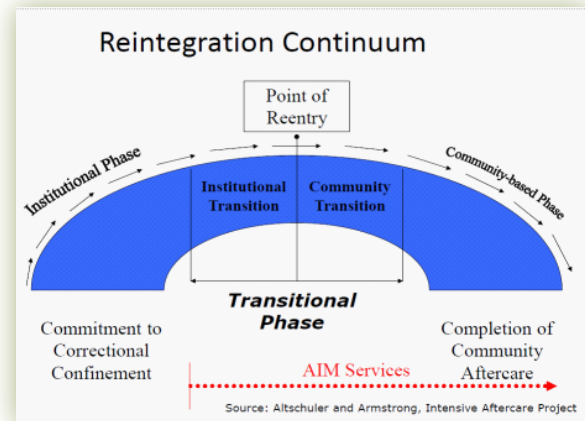 Reintegration Continuum
Point of
Reentry
Institutional Phase
Community-based Phase
Institutional
Transition
Community
Transition
Transitional
Phase
Commitment to
Correctional
Confinement
Completion of
Community
Aftercare
AIM Services
Source: Altschuler and Armstrong, Intensive Aftercare Project